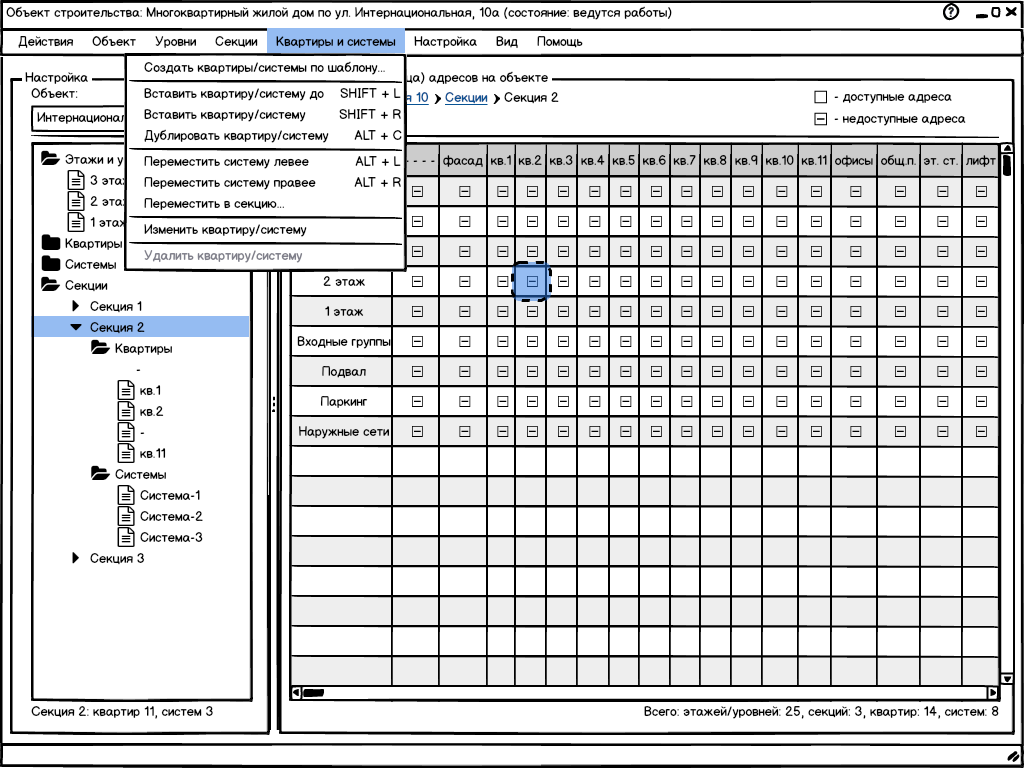 Объект строительства: Многоквартирный жилой дом по ул. Интернациональная, 10а (состояние: ведутся работы)
Действия Объект Уровни Секции Квартиры и системы Настройка Вид Помощь
Создать квартиры/системы по шаблону...
Вставить квартиру/систему до SHIFT + L
Вставить квартиру/систему SHIFT + R
Дублировать квартиру/систему ALT + C
Переместить систему левее ALT + L
Переместить систему правее ALT + R
Переместить в секцию...
Изменить квартиру/систему
Удалить квартиру/систему
Настройка
Объект:
Интернационал
Этажи и у
3 эта
2 эта
1 этаж
Квартиры
Системы
Секции
Секция 1
Секция 2
Квартиры
-
кв.1
кв.2
-
кв.11
Системы
Система-1
Система-2
Система-3
Секция 3
Секция 2: квартир 11, систем 3
ца) адресов на объекте
я 10 Секции Секция 2
- доступные адреса
- недоступные адреса
- - - - фасад кв.1 кв.2 кв.3 кв.4 кв.5 кв.6 кв.7 кв.8 кв.9 кв.10 кв.11 офисы общ.п. эт. ст. лифт
2 этаж
1 этаж
Входные группы
Подвал
Паркинг
Наружные сети
Всего: этажей/уровней: 25, секций: 3, квартир: 14, систем: 8